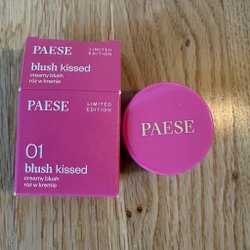 PAESE
LIMITED
EDITION
blush kissed
creamy blush
róż w kremie
PAESE
LIMITED
EDITION
01
blush kissed
creamy blush
róż w kremie
PAESE